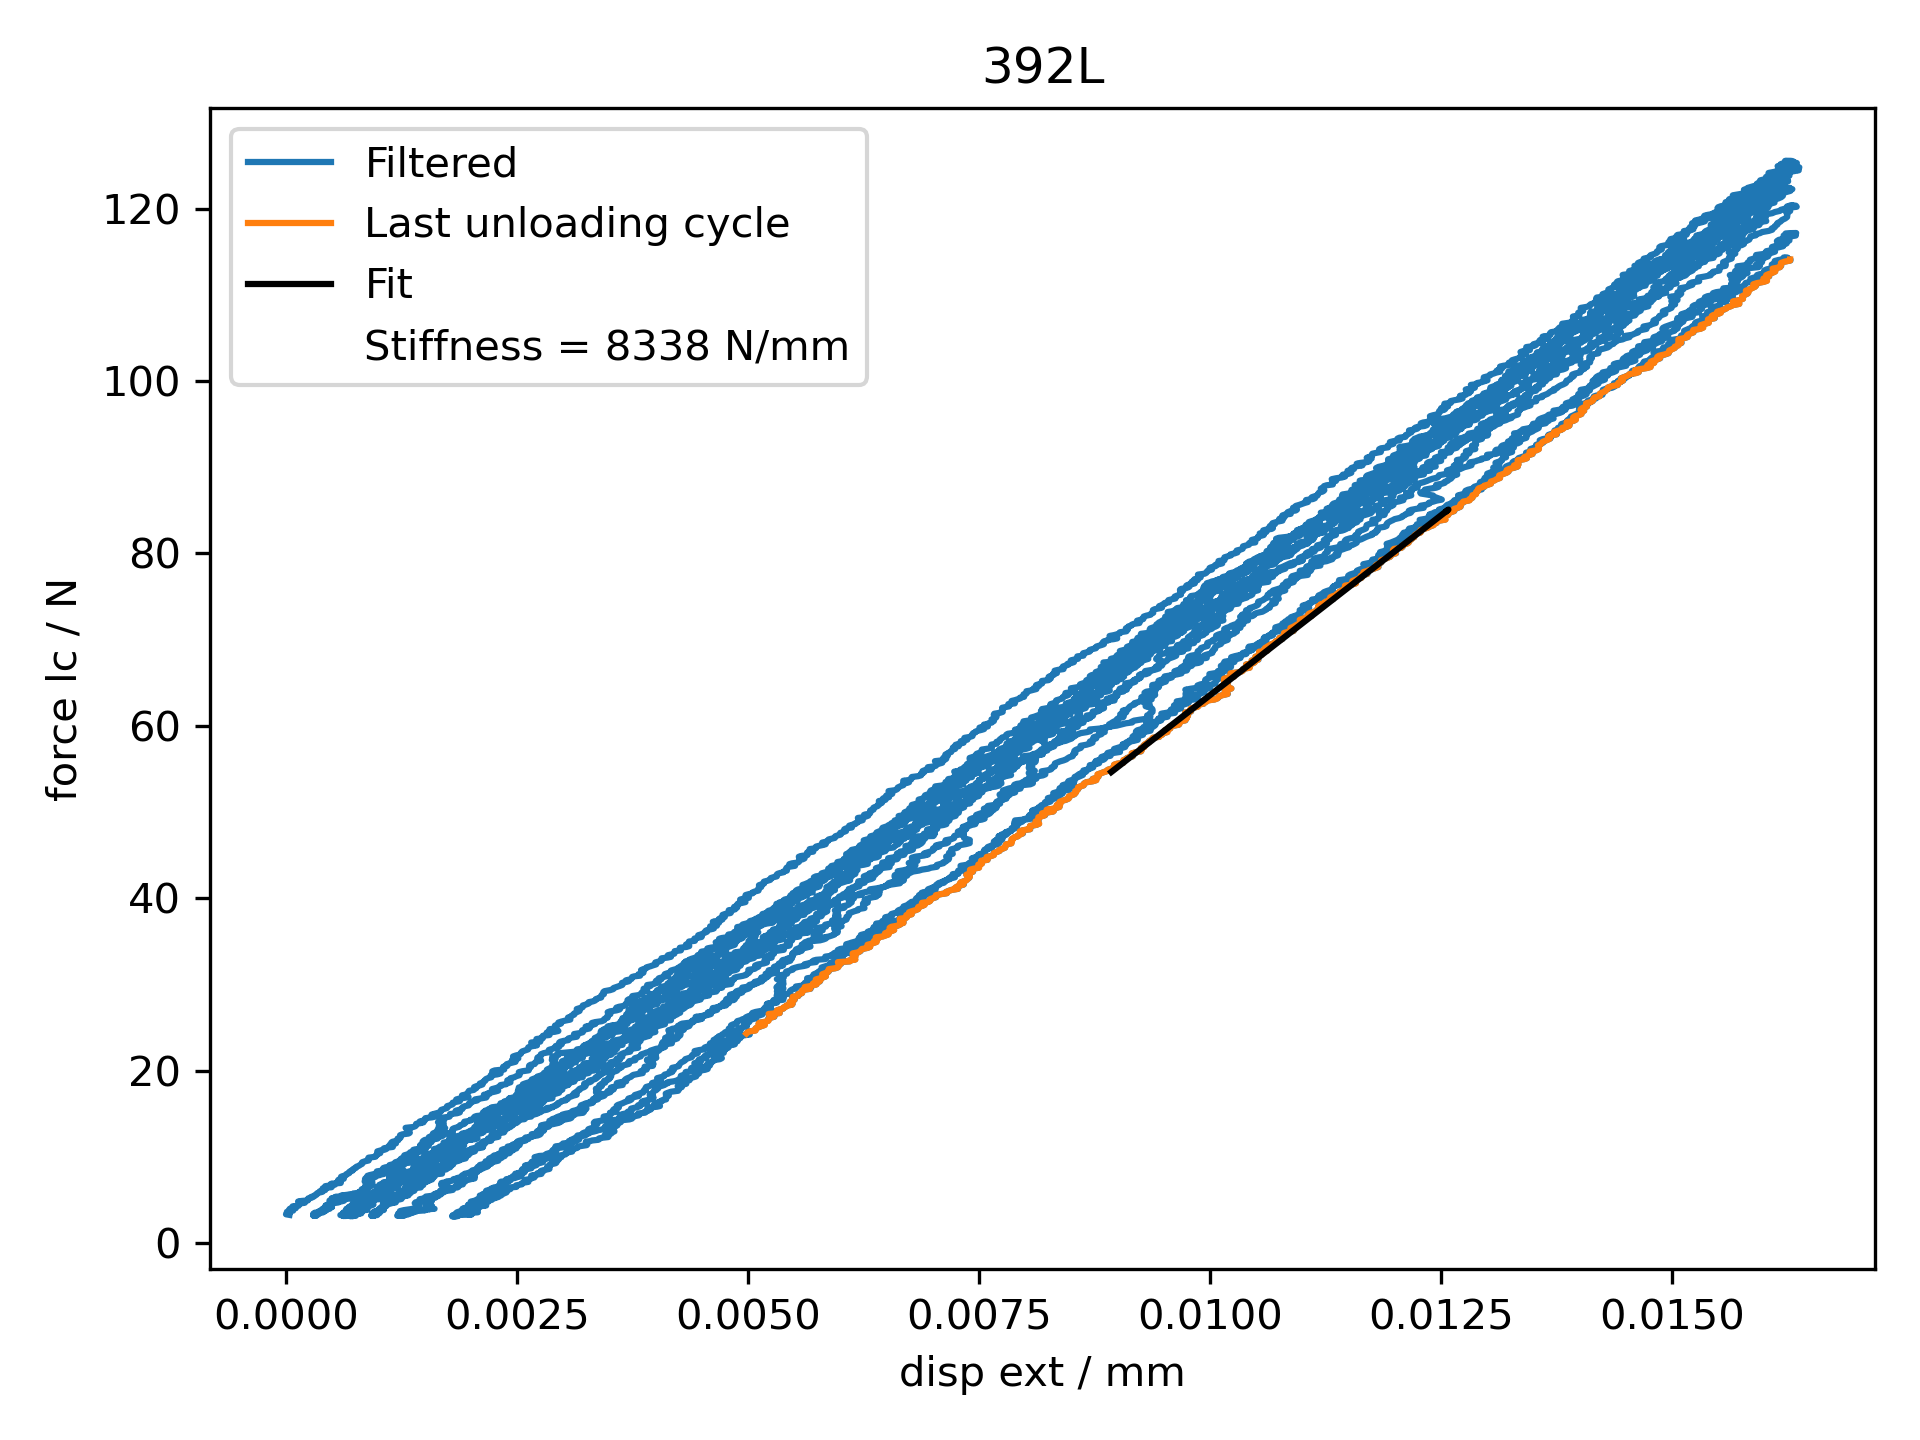 392L
Filtered
Last unloading cycle
Fit
Stiffness = 8338 N/mm
120
100
80
60
40
20
0
force lc / N
0.0000 0.0025 0.0050 0.0075 0.0100 0.0125 0.0150
disp ext / mm